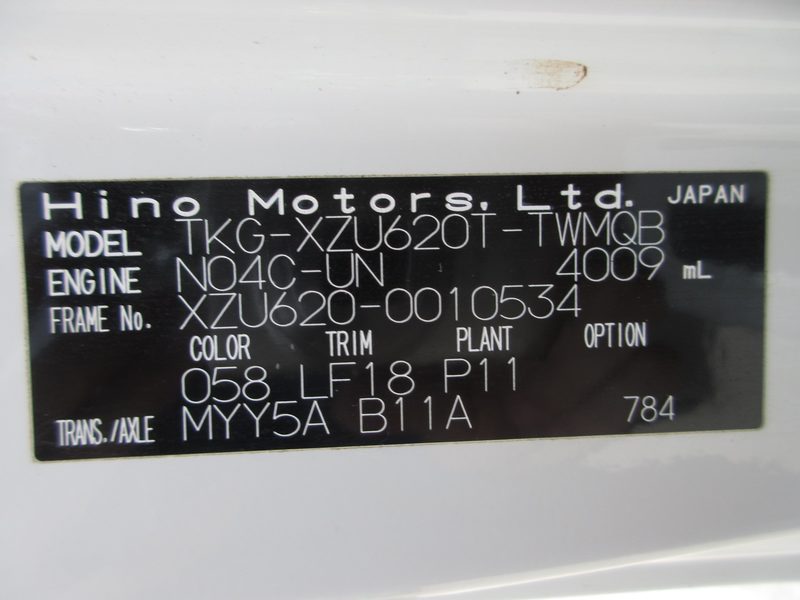 Hino Motors, Ltd. JAPAN
MODEL TKG-XZU620T-TWMQB
ENGINE N04C-UN 4009 mL
FRAME No. XZU620-0010534
COLOR TRIM PLANT OPTION
058 LF18 P11
TRANS./AXLE MYY5A B11A 784